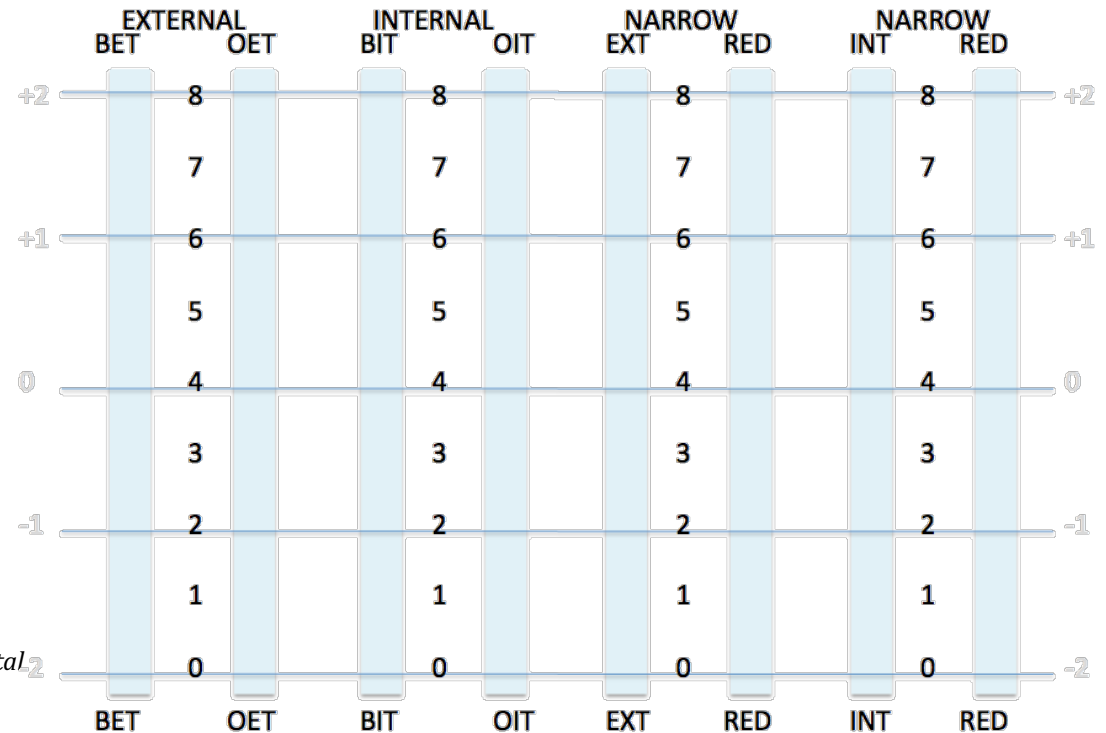 EXTERNAL INTERNAL NARROW NARROW
BET OET BIT OIT EXT RED INT RED
+2 8 8 8 8 +2
7 7 7 7
+1 6 6 6 6 +1
5 5 5 5
0 4 4 4 4 0
3 3 3 3
-1 2 2 2 2 -1
1 1 1 1
tal -2 0 0 0 0 -2
BET OET BIT OIT EXT RED INT RED